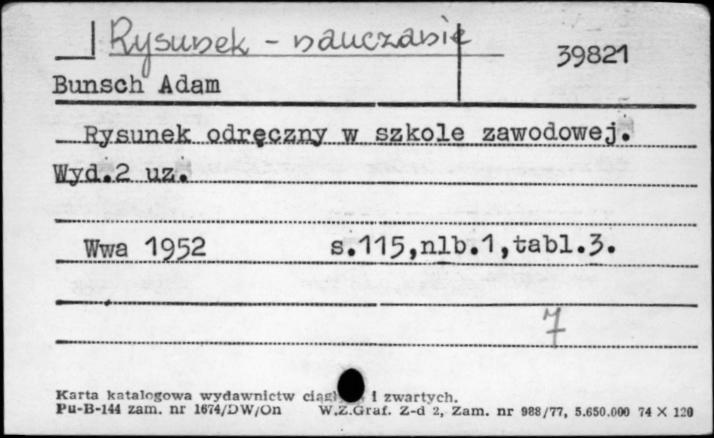 Rysunek - nauczanie
39821
Bunsch Adam
Rysunek odręczny w szkole zawodowej.
Wyd.2 uz.
Wwa 1952 s.115,nlb.1,tabl.3.
7
Karta katalogowa wydawnictw i zwartych.
Pu-B-144 zam. nr 1674/DW/On W.Z.Graf. Z-d 2, Zam. nr 988/77, 5.650.000 74 X 120